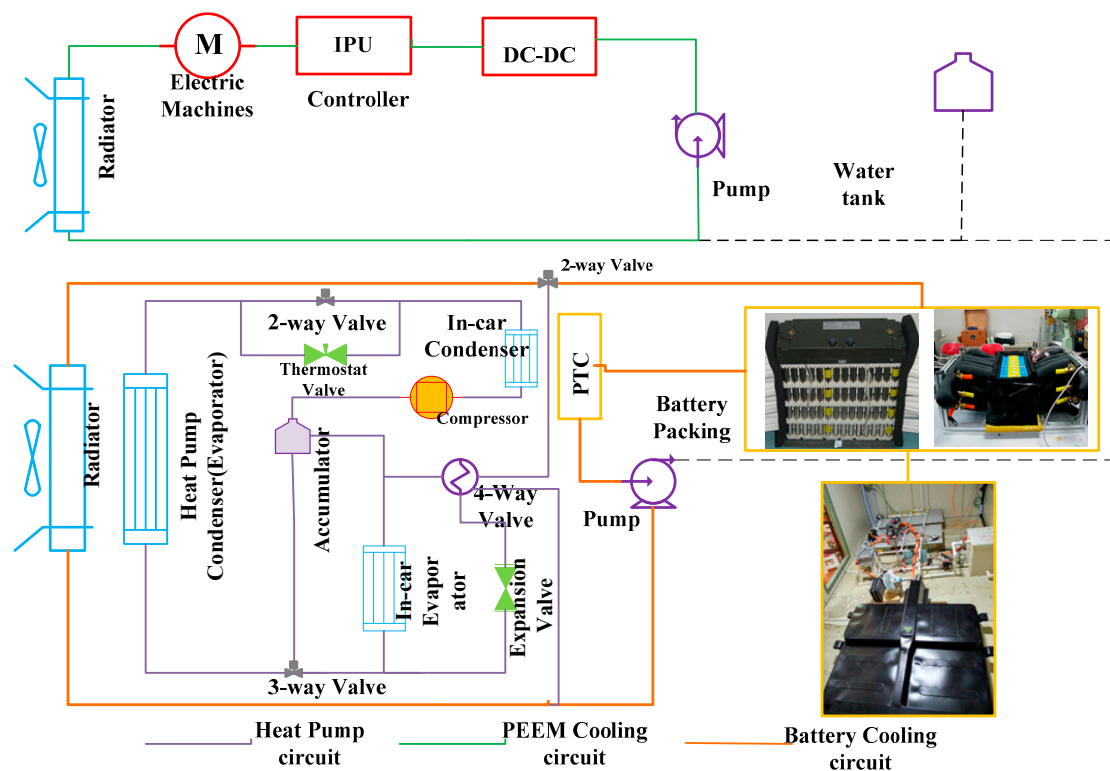 M
IPU
DC-DC
Electric
Machines
Controller
Radiator
Pump
Water
tank
2-way Valve
2-way Valve
In-car
Condenser
Thermostat
Valve
Compressor
PTC
Battery
Packing
Radiator
Heat Pump
Condenser(Evaporator)
Accumulator
4-Way
Valve
Pump
In-car
Evapor
ator
Expansion
Valve
3-way Valve
Heat Pump
circuit
PEEM Cooling
circuit
Battery Cooling
circuit